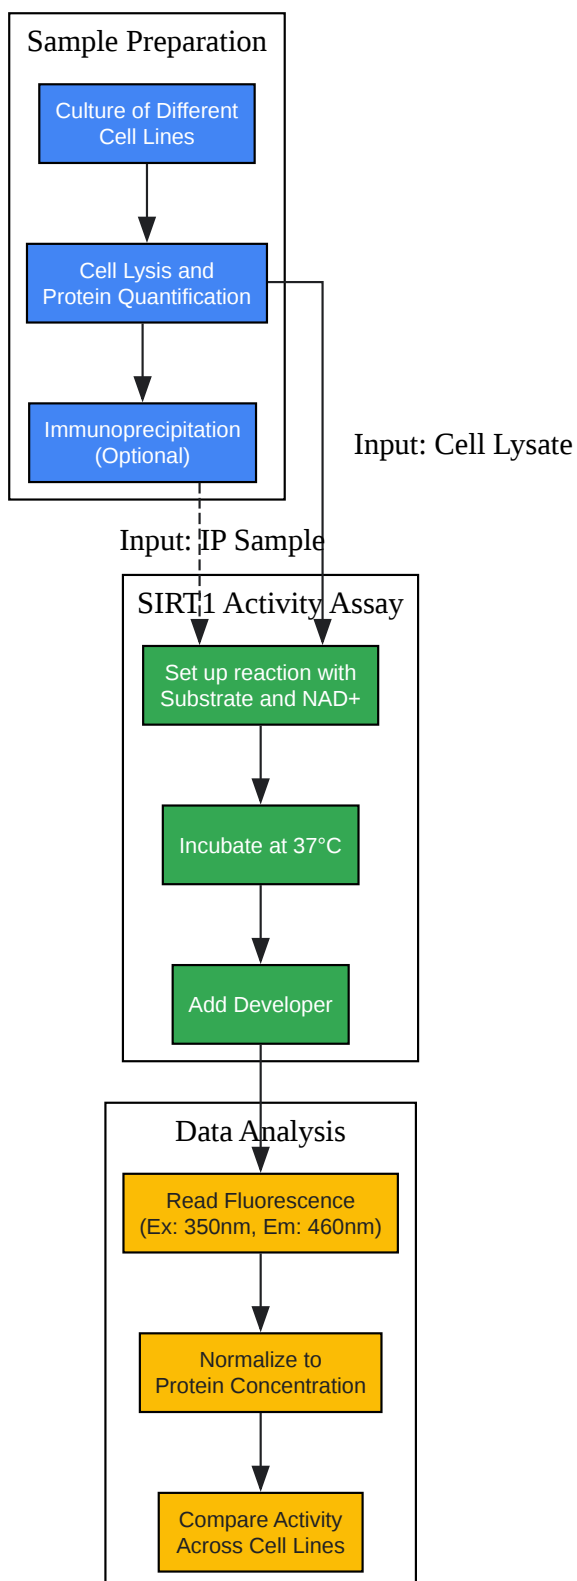 Sample Preparation
Culture of Different
Cell Lines
Cell Lysis and
Protein Quantification
Immunoprecipitation
(Optional)
Input: Cell Lysate
Input: IP Sample
SIRT1 Activity Assay
Set up reaction with
Substrate and NAD+
Incubate at 37°C
Add Developer
Data Analysis
Read Fluorescence
(Ex: 350nm, Em: 460nm)
Normalize to
Protein Concentration
Compare Activity
Across Cell Lines